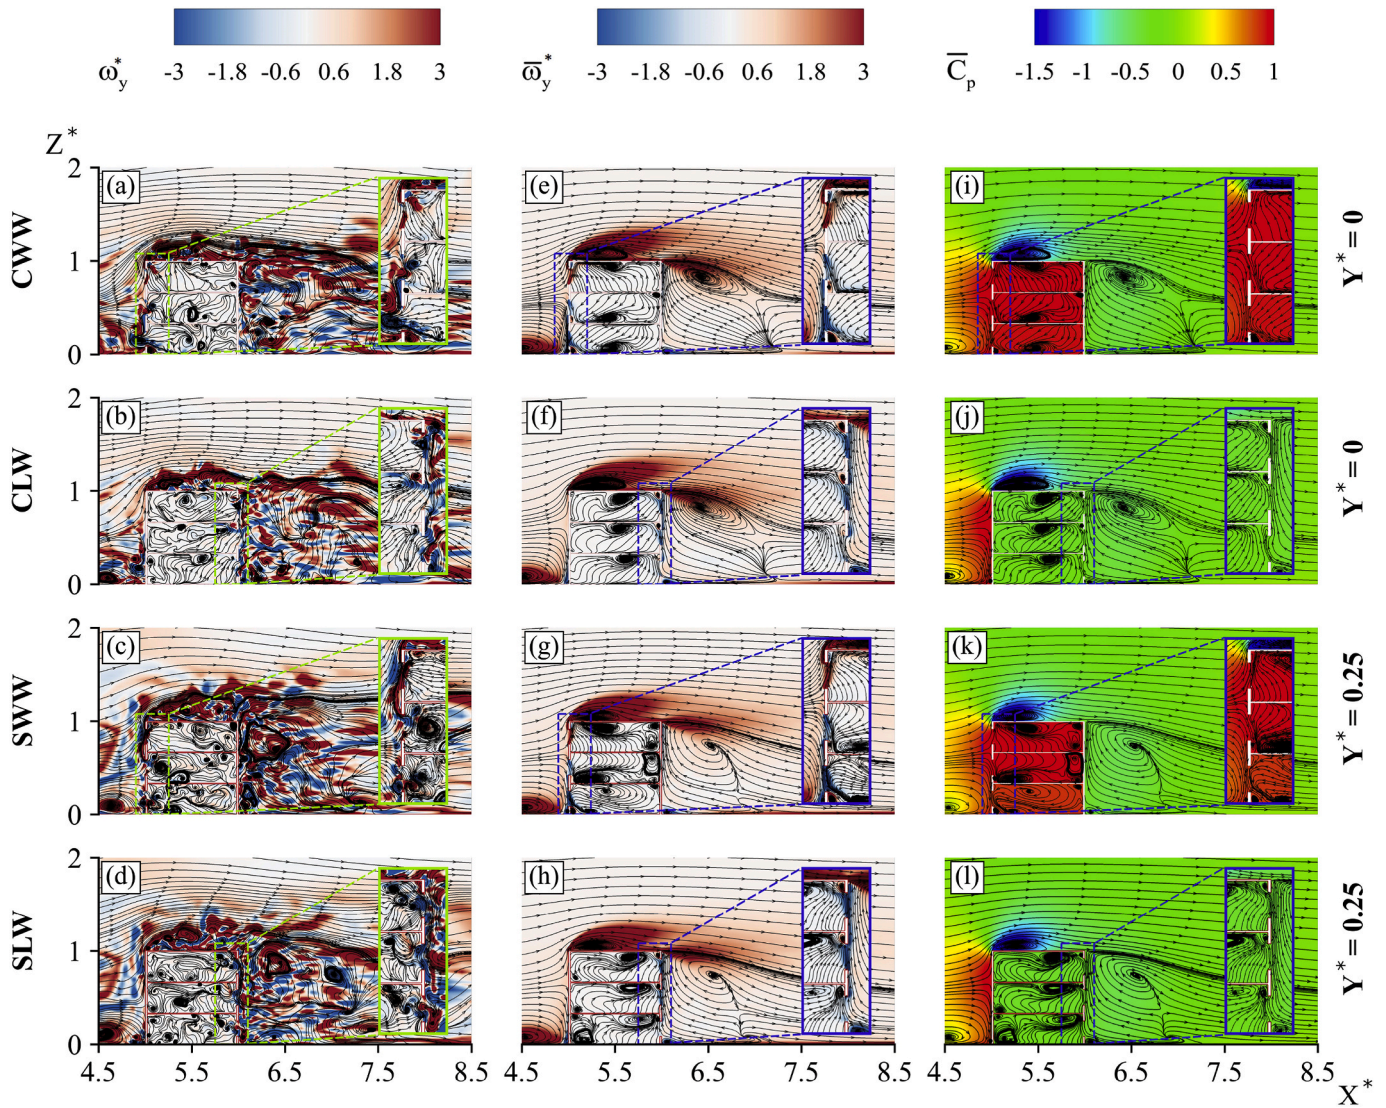 ω*y -3 -1.8 -0.6 0.6 1.8 3
ω̅*y -3 -1.8 -0.6 0.6 1.8 3
C̅p -1.5 -1 -0.5 0 0.5 1
Z*
CWW 2 1 0 (a) (e) (i) Y* = 0
CLW 2 1 0 (b) (f) (j) Y* = 0
SWW 2 1 0 (c) (g) (k) Y* = 0.25
SLW 2 1 0 (d) (h) (l) Y* = 0.25
4.5 5.5 6.5 7.5 8.5 4.5 5.5 6.5 7.5 8.5 4.5 5.5 6.5 7.5 8.5
X*